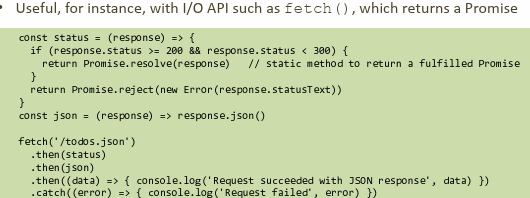 • Useful, for instance, with I/O API such as fetch(), which returns a Promise
const status = (response) => {
  if (response.status >= 200 && response.status < 300) {
    return Promise.resolve(response)   // static method to return a fulfilled Promise
  }
  return Promise.reject(new Error(response.statusText))
}
const json = (response) => response.json()

fetch('/todos.json')
  .then(status)
  .then(json)
  .then((data) => { console.log('Request succeeded with JSON response', data) })
  .catch((error) => { console.log('Request failed', error) })